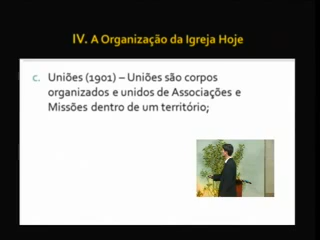 IV. A Organização da Igreja Hoje
c. Uniões (1901) – Uniões são corpos
organizados e unidos de Associações e
Missões dentro de um território;